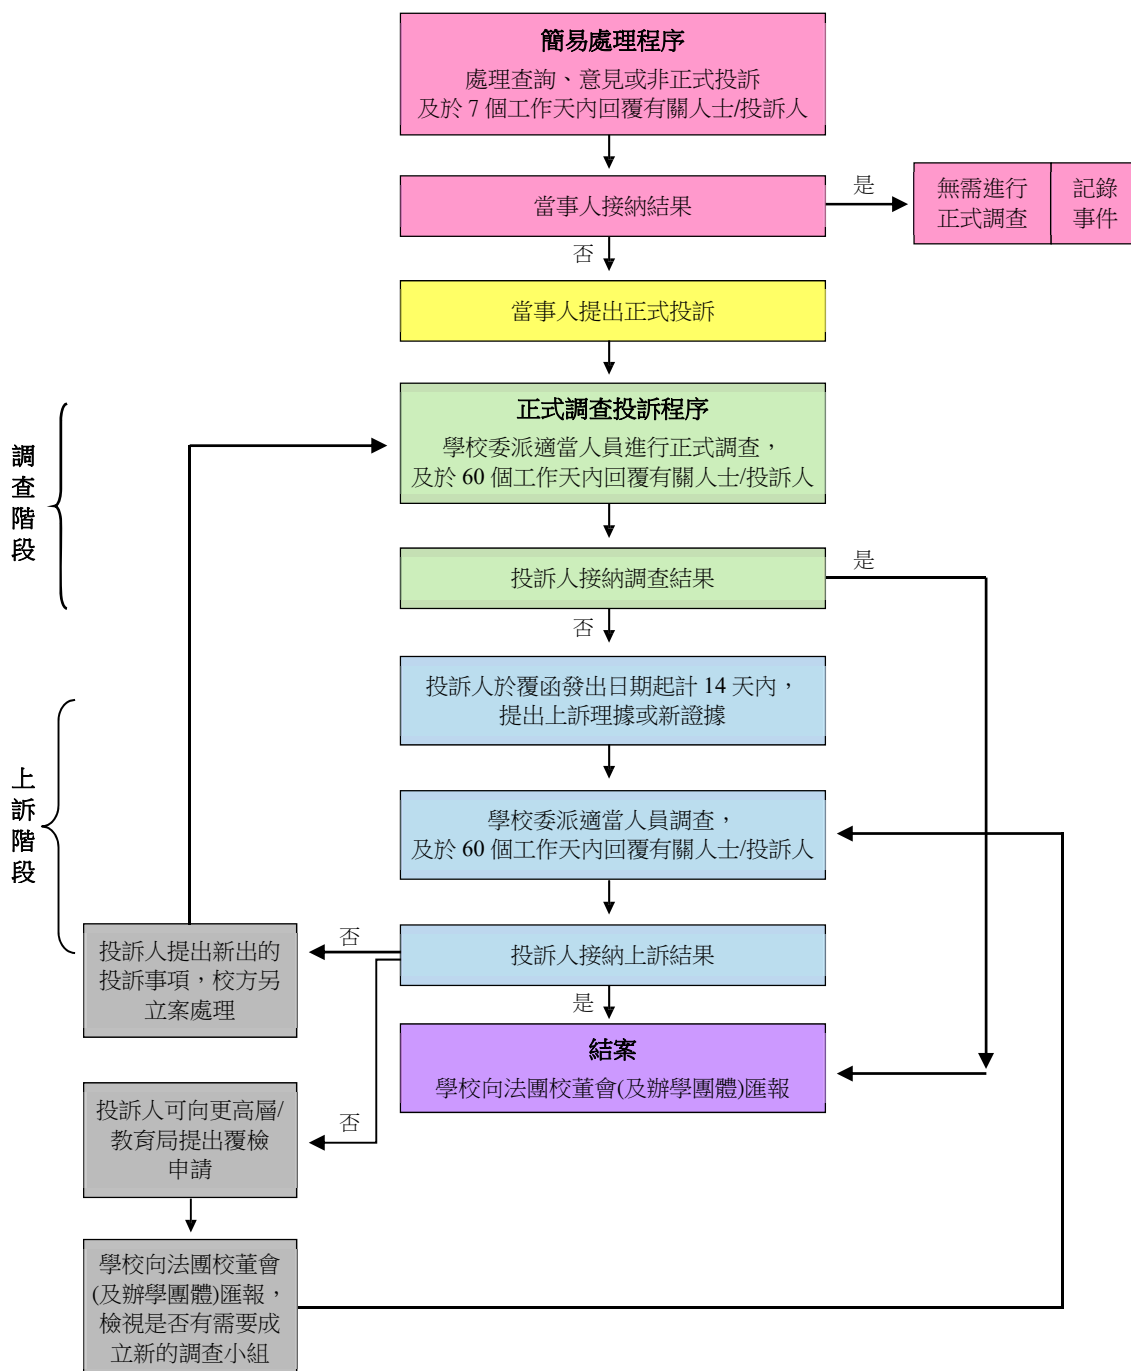 簡易處理程序
處理查詢、意見或非正式投訴
及於 7 個工作天內回覆有關人士/投訴人
當事人接納結果
是
無需進行
正式調查
記錄
事件
否
當事人提出正式投訴
調查階段
正式調查投訴程序
學校委派適當人員進行正式調查，
及於 60 個工作天內回覆有關人士/投訴人
投訴人接納調查結果
是
否
上訴階段
投訴人於覆函發出日期起計 14 天內，
提出上訴理據或新證據
學校委派適當人員調查，
及於 60 個工作天內回覆有關人士/投訴人
投訴人接納上訴結果
否
投訴人提出新出的
投訴事項，校方另
立案處理
是
結案
學校向法團校董會(及辦學團體)匯報
否
投訴人可向更高層/
教育局提出覆檢
申請
學校向法團校董會
(及辦學團體)匯報，
檢視是否有需要成
立新的調查小組